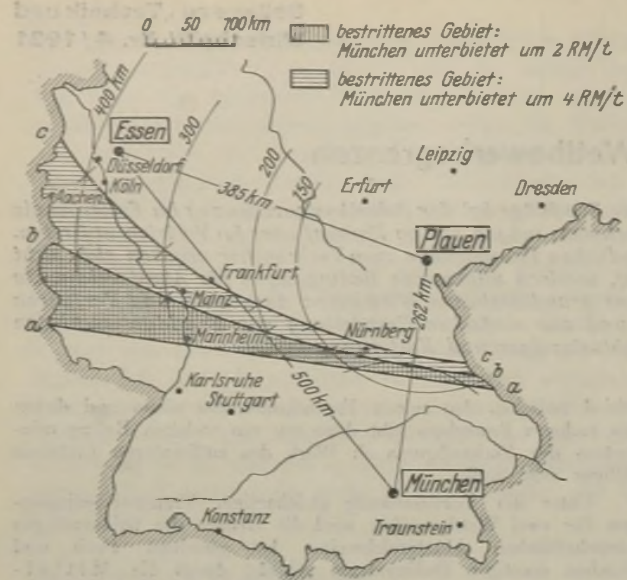 0 50 700km
bestrittenes Gebiet:
München unterbietet um 2 RM/t
bestrittenes Gebiet:
München unterbietet um 4 RM/t
400 km
300
200
150
c
Essen
Düsseldorf
Köln
Aachen
385 km
Leipzig
Erfurt
Dresden
Plauen
b
Frankfurt
Mainz
262 km
a
Mannheim
Nürnberg
c
b
a
Karlsruhe
Stuttgart
500 km
München
Konstanz
Traunstein